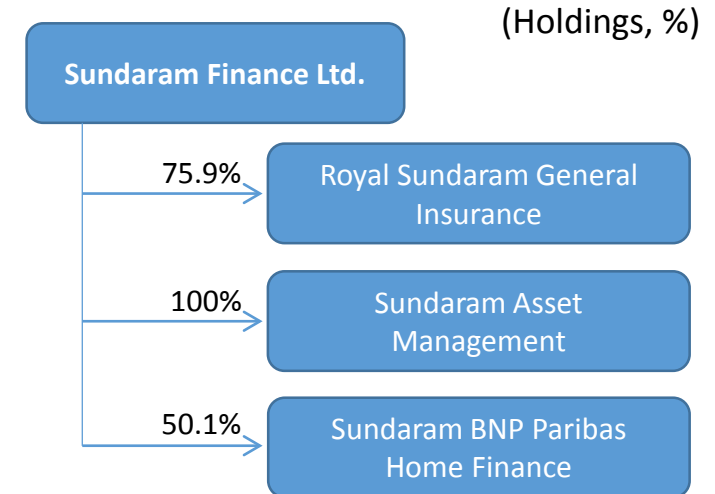 (Holdings, %)
Sundaram Finance Ltd.
75.9%
Royal Sundaram General
Insurance
100%
Sundaram Asset
Management
50.1%
Sundaram BNP Paribas
Home Finance